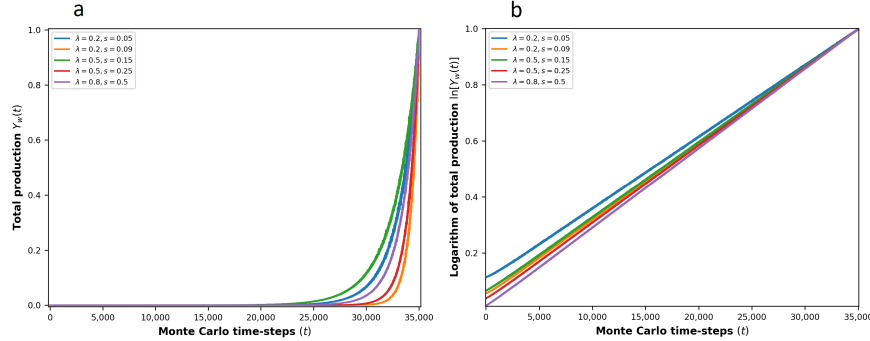 a
Total production Y_w(t)
1.0
0.8
0.6
0.4
0.2
0.0
λ = 0.2, s = 0.05
λ = 0.2, s = 0.09
λ = 0.5, s = 0.15
λ = 0.5, s = 0.25
λ = 0.8, s = 0.5
0 5,000 10,000 15,000 20,000 25,000 30,000 35,000
Monte Carlo time-steps (t)
b
Logarithm of total production ln[Y_w(t)]
1.0
0.8
0.6
0.4
0.2
λ = 0.2, s = 0.05
λ = 0.2, s = 0.09
λ = 0.5, s = 0.15
λ = 0.5, s = 0.25
λ = 0.8, s = 0.5
0 5,000 10,000 15,000 20,000 25,000 30,000 35,000
Monte Carlo time-steps (t)